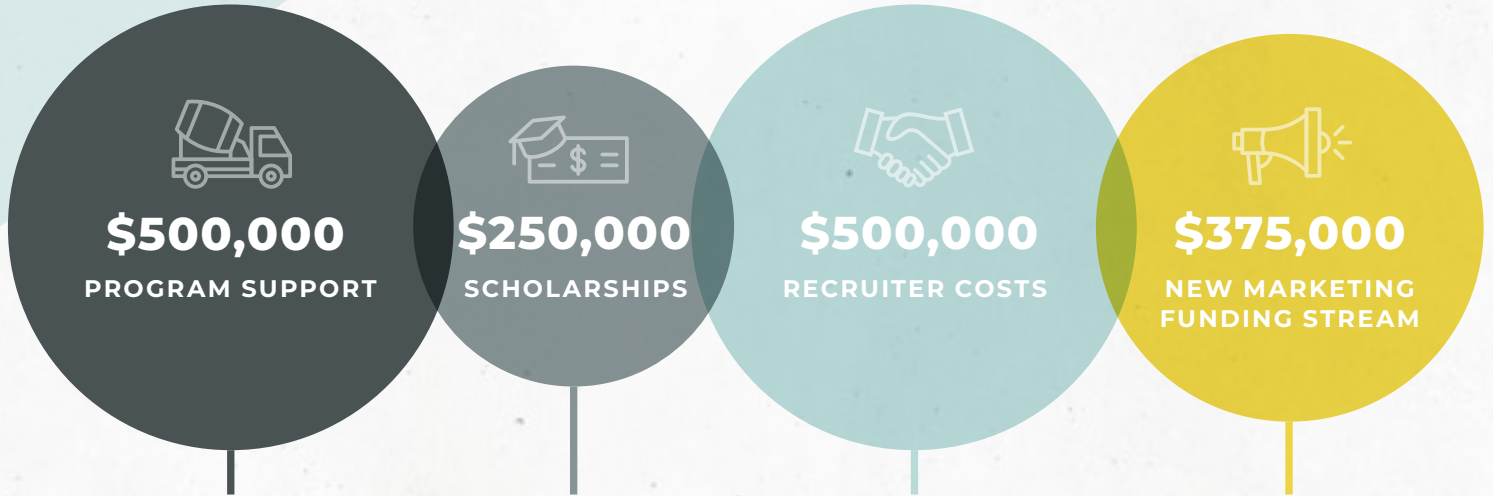 $500,000
PROGRAM SUPPORT
$
$250,000
SCHOLARSHIPS
$500,000
RECRUITER COSTS
$375,000
NEW MARKETING
FUNDING STREAM